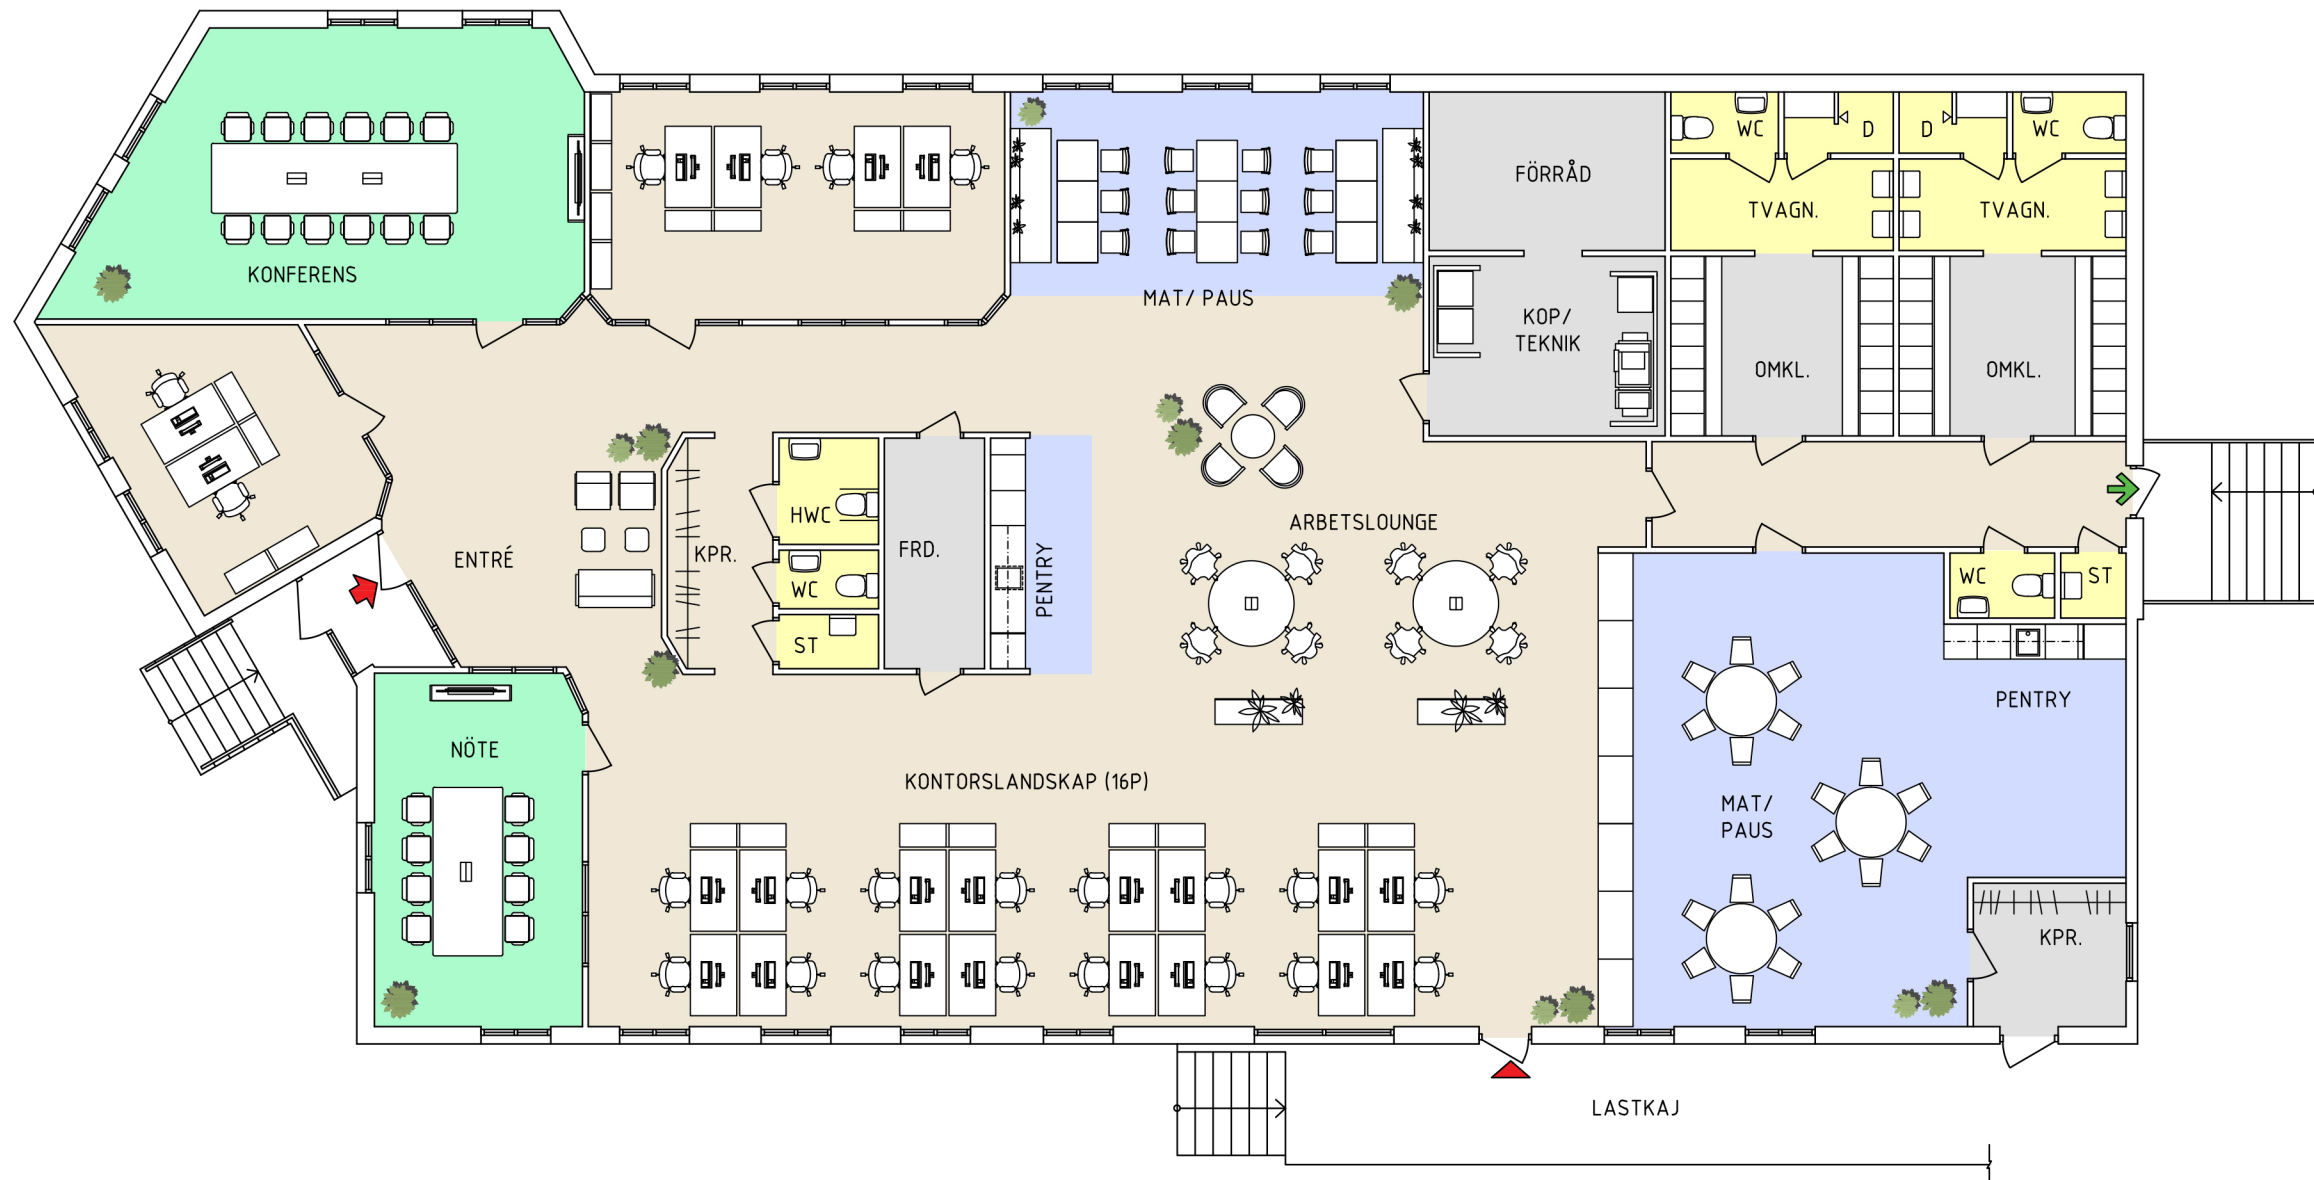 WC
D
D
WC
FÖRRÅD
TVAGN.
TVAGN.
KONFERENS
MAT/ PAUS
KOP/
TEKNIK
OMKL.
OMKL.
HWC
ARBETSLOUNGE
ENTRÉ
KPR.
FRD.
PENTRY
WC
ST
WC
ST
PENTRY
NÖTE
KONTORSLANDSKAP (16P)
MAT/
PAUS
KPR.
LASTKAJ